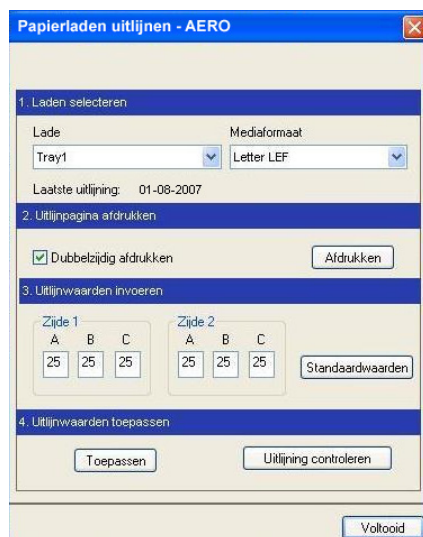 Papierladen uitlijnen - AERO
1. Laden selecteren
Lade Mediaformaat
Tray1 Letter LEF
Laatste uitlijning: 01-08-2007
2. Uitlijnpagina afdrukken
Dubbelzijdig afdrukken Afdrukken
3. Uitlijnwaarden invoeren
Zijde 1 Zijde 2
A B C A B C
25 25 25 25 25 25 Standaardwaarden
4. Uitlijnwaarden toepassen
Toepassen Uitlijning controleren
Voltooid